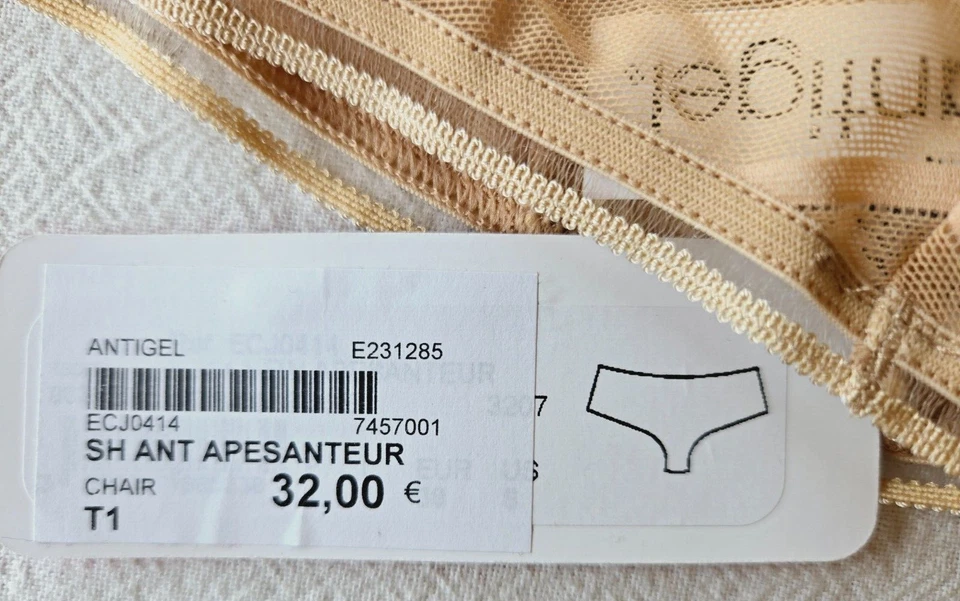 antigel
ANTIGEL E231285
ECJ0414 7457001
SH ANT APESANTEUR
CHAIR 32,00 €
T1